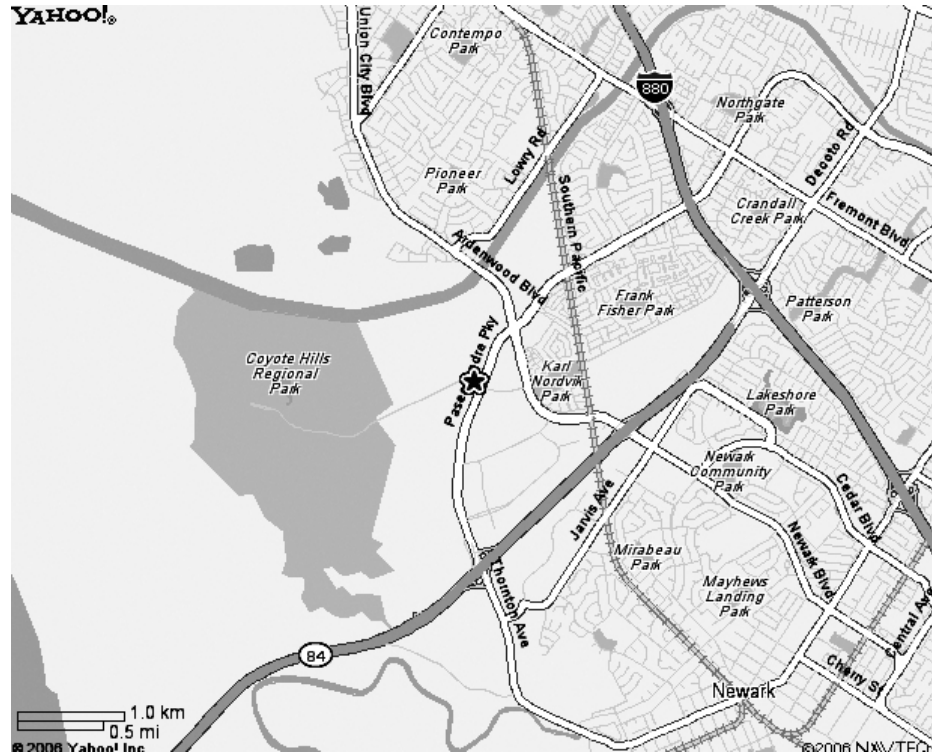 YAHOO!®
Union City Blvd
Contempo
Park
880
Northgate
Park
Decoto Rd
Lowry Rd
Pioneer
Park
Southern Pacific
Crandall
Creek Park
Fremont Blvd
Ardenwood Blvd
Frank
Fisher Park
Patterson
Park
Coyote Hills
Regional
Park
Karl
Nordvik
Park
Lakeshore
Park
Newark
Community
Park
Cedar Blvd
Jarvis Ave
Newark Blvd
Mirabeau
Park
Mayhews
Landing
Park
Thornton Ave
Central Ave
84
Cherry St
Newark
1.0 km
0.5 mi
© 2006 Yahoo! Inc
©2006 NAVTEQ